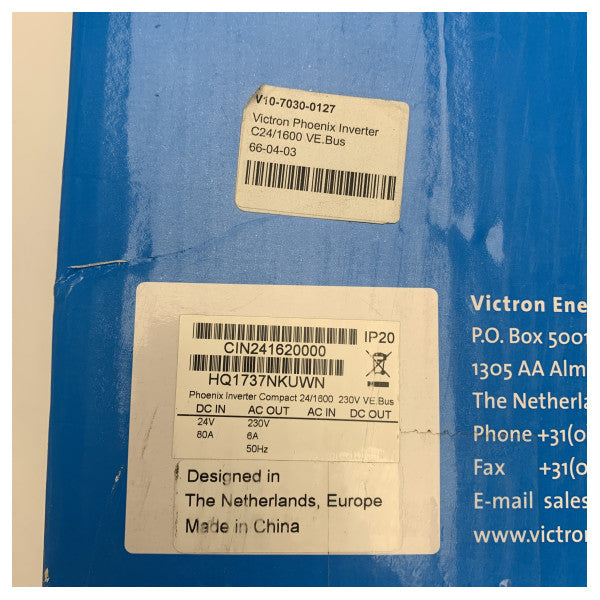 V10-7030-0127
Victron Phoenix Inverter
C24/1600 VE.Bus
66-04-03
IP20
CIN241620000
HQ1737NKUWN
Phoenix Inverter Compact 24/1600 230V VE.Bus
DC IN AC OUT AC IN DC OUT
24V 230V
80A 6A
50Hz
Designed in
The Netherlands, Europe
Made in China
Victron Ene
P.O. Box 5001
1305 AA Alm
The Netherla
Phone +31(0
Fax +31(0
E-mail sales
www.victron